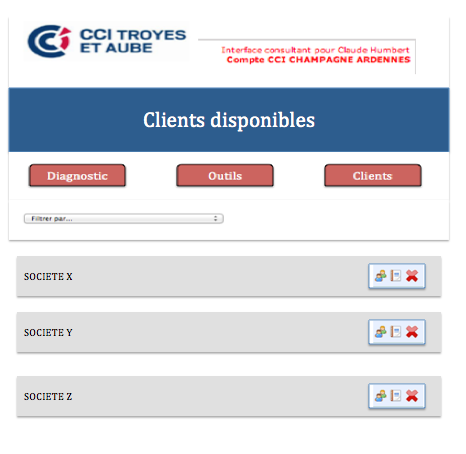 CCI TROYES
ET AUBE
Interface consultant pour Claude Humbert
Compte CCI CHAMPAGNE ARDENNES
Clients disponibles
Diagnostic
Outils
Clients
Filtrer par...
SOCIETE X
SOCIETE Y
SOCIETE Z